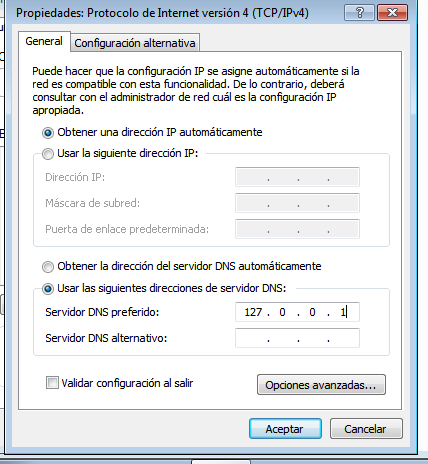 Propiedades: Protocolo de Internet versión 4 (TCP/IPv4)
General
Configuración alternativa
Puede hacer que la configuración IP se asigne automáticamente si la
red es compatible con esta funcionalidad. De lo contrario, deberá
consultar con el administrador de red cuál es la configuración IP
apropiada.
Obtener una dirección IP automáticamente
Usar la siguiente dirección IP:
Dirección IP:
Máscara de subred:
Puerta de enlace predeterminada:
Obtener la dirección del servidor DNS automáticamente
Usar las siguientes direcciones de servidor DNS:
Servidor DNS preferido: 127 . 0 . 0 . 1
Servidor DNS alternativo:
Validar configuración al salir
Opciones avanzadas...
Aceptar
Cancelar